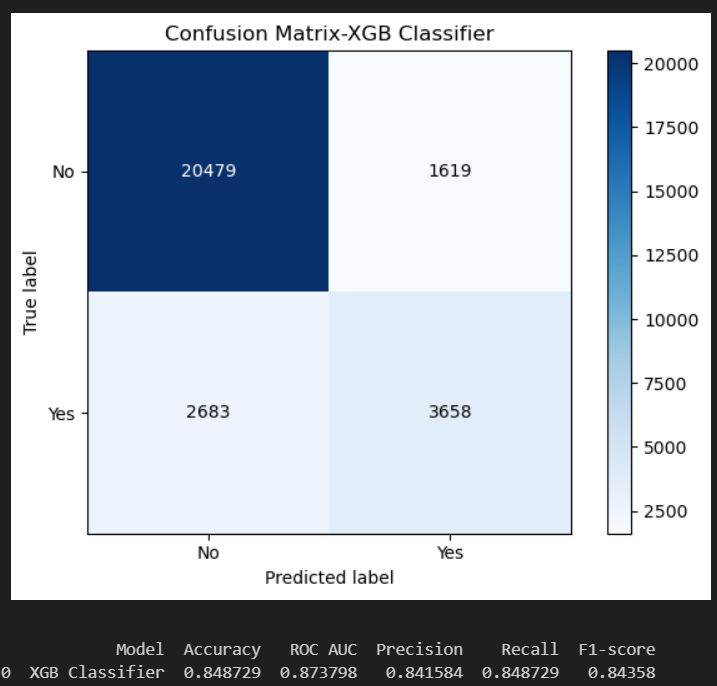 Confusion Matrix-XGB Classifier
No 20479 1619
Yes 2683 3658
No Yes
True label
Predicted label
20000
17500
15000
12500
10000
7500
5000
2500
Model Accuracy ROC AUC Precision Recall F1-score
0 XGB Classifier 0.848729 0.873798 0.841584 0.848729 0.84358